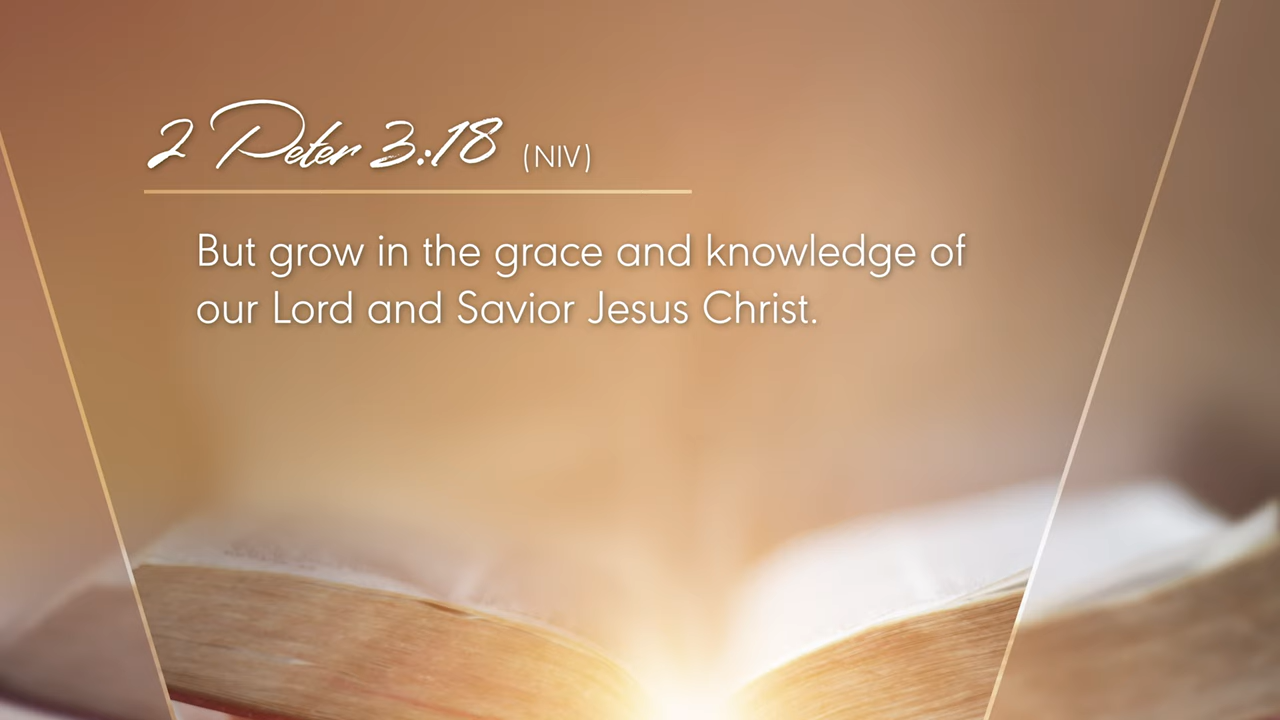 2 Peter 3:18 (NIV)
But grow in the grace and knowledge of
our Lord and Savior Jesus Christ.